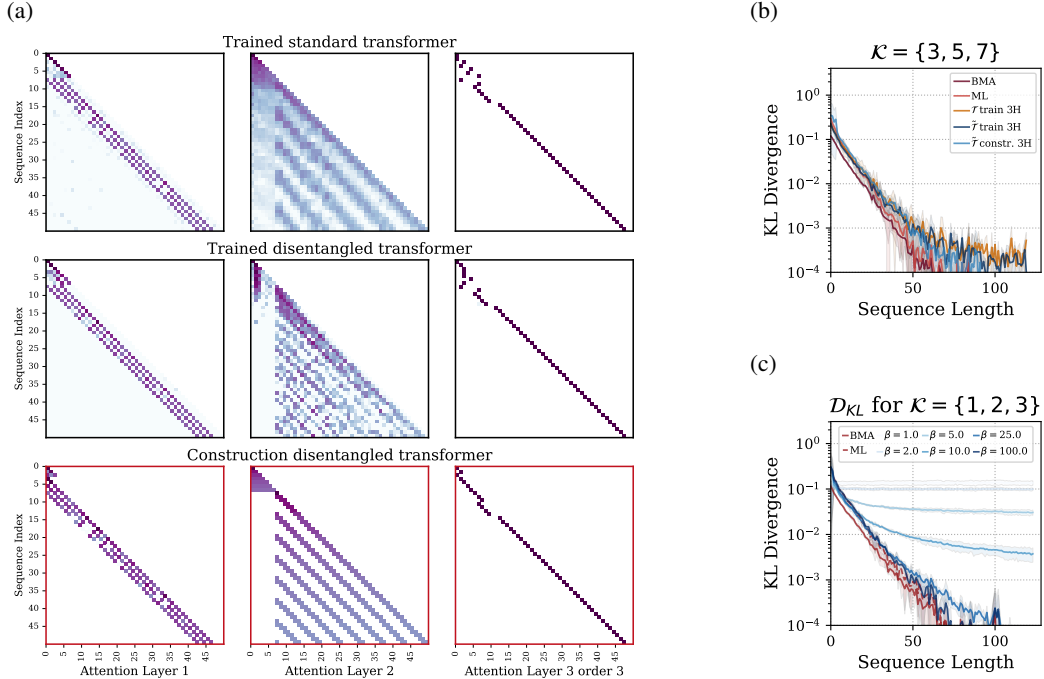 (a)
Trained standard transformer
Sequence Index
0
5
10
15
20
25
30
35
40
45
Trained disentangled transformer
Sequence Index
0
5
10
15
20
25
30
35
40
45
Construction disentangled transformer
Sequence Index
0
5
10
15
20
25
30
35
40
45
0 5 10 15 20 25 30 35 40 45
Attention Layer 1
0 5 10 15 20 25 30 35 40 45
Attention Layer 2
0 5 10 15 20 25 30 35 40 45
Attention Layer 3 order 3
(b)
𝒦 = {3, 5, 7}
KL Divergence
10⁰
10⁻¹
10⁻²
10⁻³
10⁻⁴
BMA
ML
𝒯 train 3H
𝒯̃ train 3H
𝒯̃ constr. 3H
0 50 100
Sequence Length
(c)
𝒟_KL for 𝒦 = {1, 2, 3}
KL Divergence
10⁰
10⁻¹
10⁻²
10⁻³
10⁻⁴
BMA β = 1.0 β = 5.0 β = 25.0
ML β = 2.0 β = 10.0 β = 100.0
0 50 100
Sequence Length